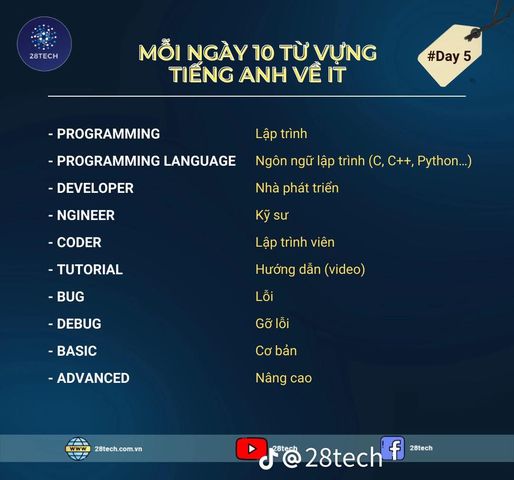 28TECH
MỖI NGÀY 10 TỪ VỰNG
TIẾNG ANH VỀ IT
#Day 5
- PROGRAMMING Lập trình
- PROGRAMMING LANGUAGE Ngôn ngữ lập trình (C, C++, Python...)
- DEVELOPER Nhà phát triển
- NGINEER Kỹ sư
- CODER Lập trình viên
- TUTORIAL Hướng dẫn (video)
- BUG Lỗi
- DEBUG Gỡ lỗi
- BASIC Cơ bản
- ADVANCED Nâng cao
www 28tech.com.vn 28tech 28tech
@28tech